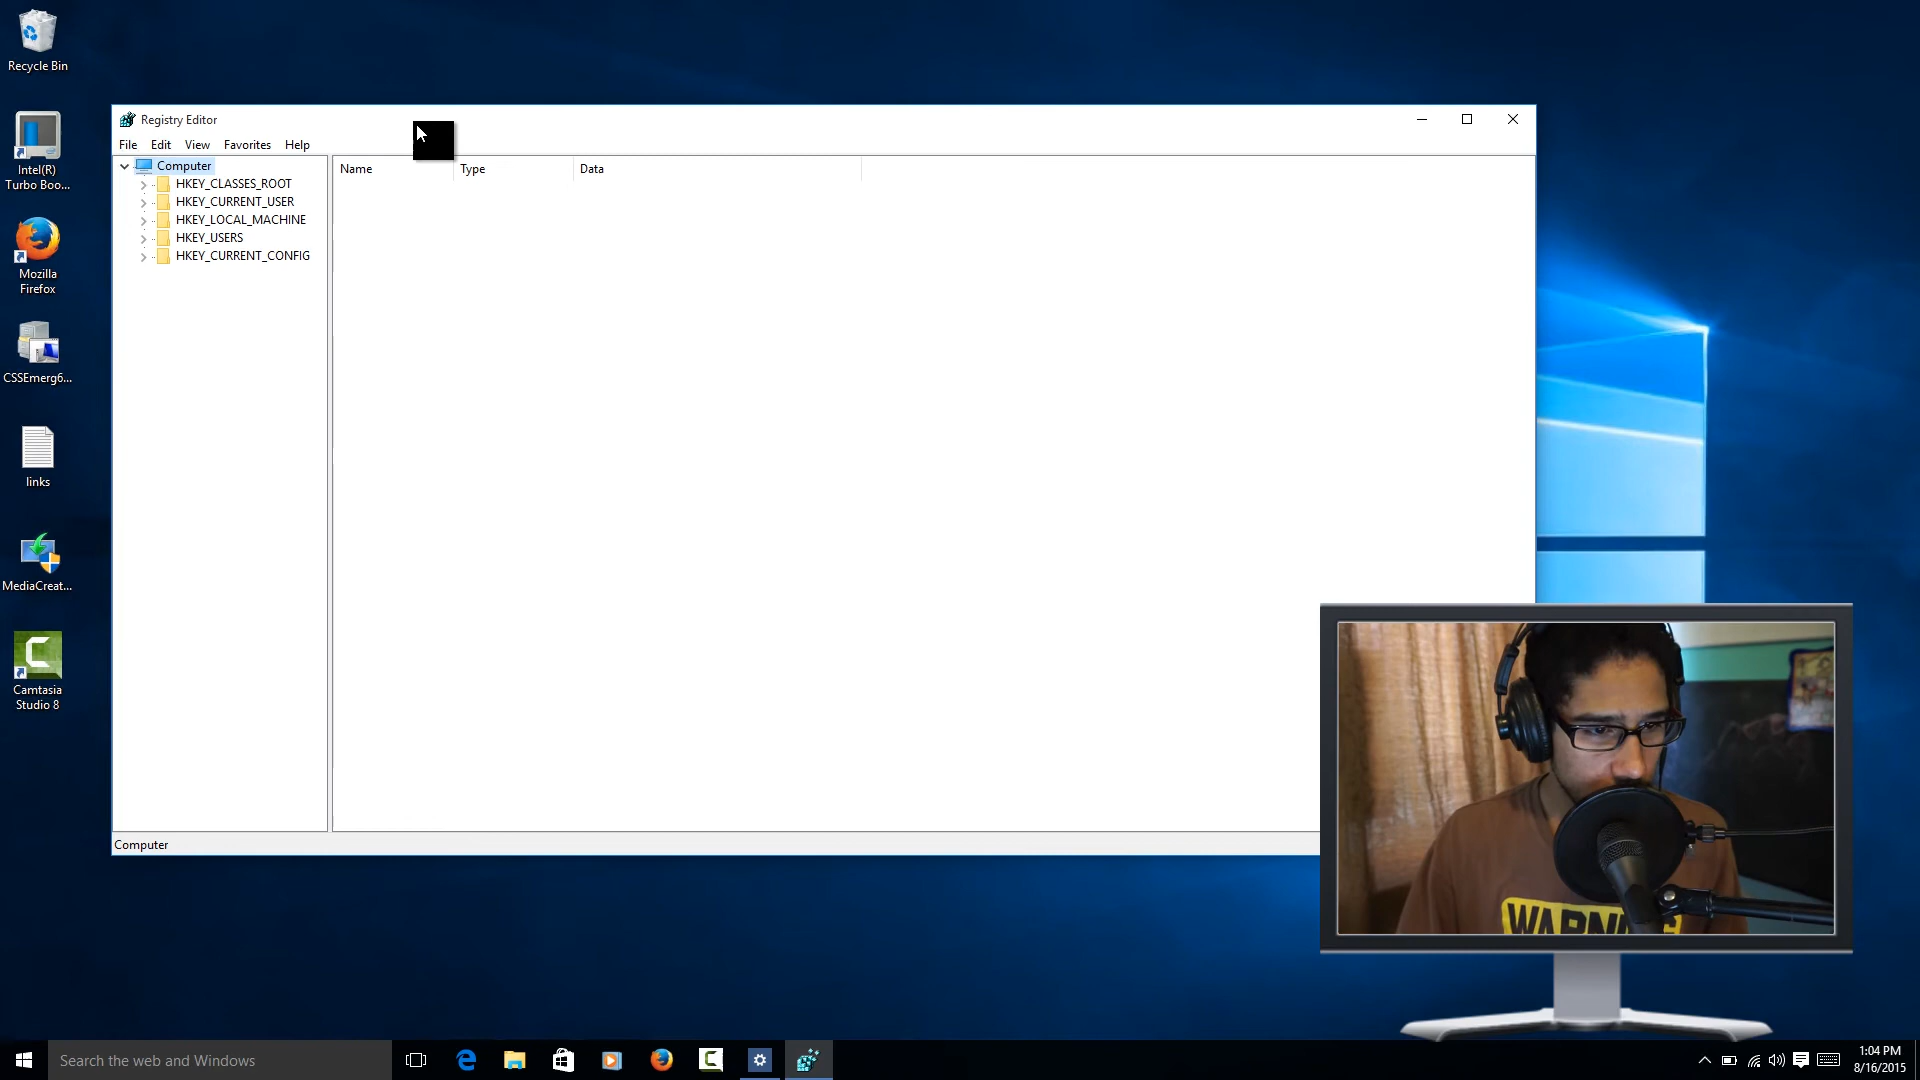 Recycle Bin
Intel(R)
Turbo Boo...
Mozilla
Firefox
CSSEmerg6...
links
MediaCreat...
Camtasia
Studio 8
Registry Editor
File Edit View Favorites Help
Computer
HKEY_CLASSES_ROOT
HKEY_CURRENT_USER
HKEY_LOCAL_MACHINE
HKEY_USERS
HKEY_CURRENT_CONFIG
Name Type Data
Computer
Search the web and Windows
1:04 PM
8/16/2015